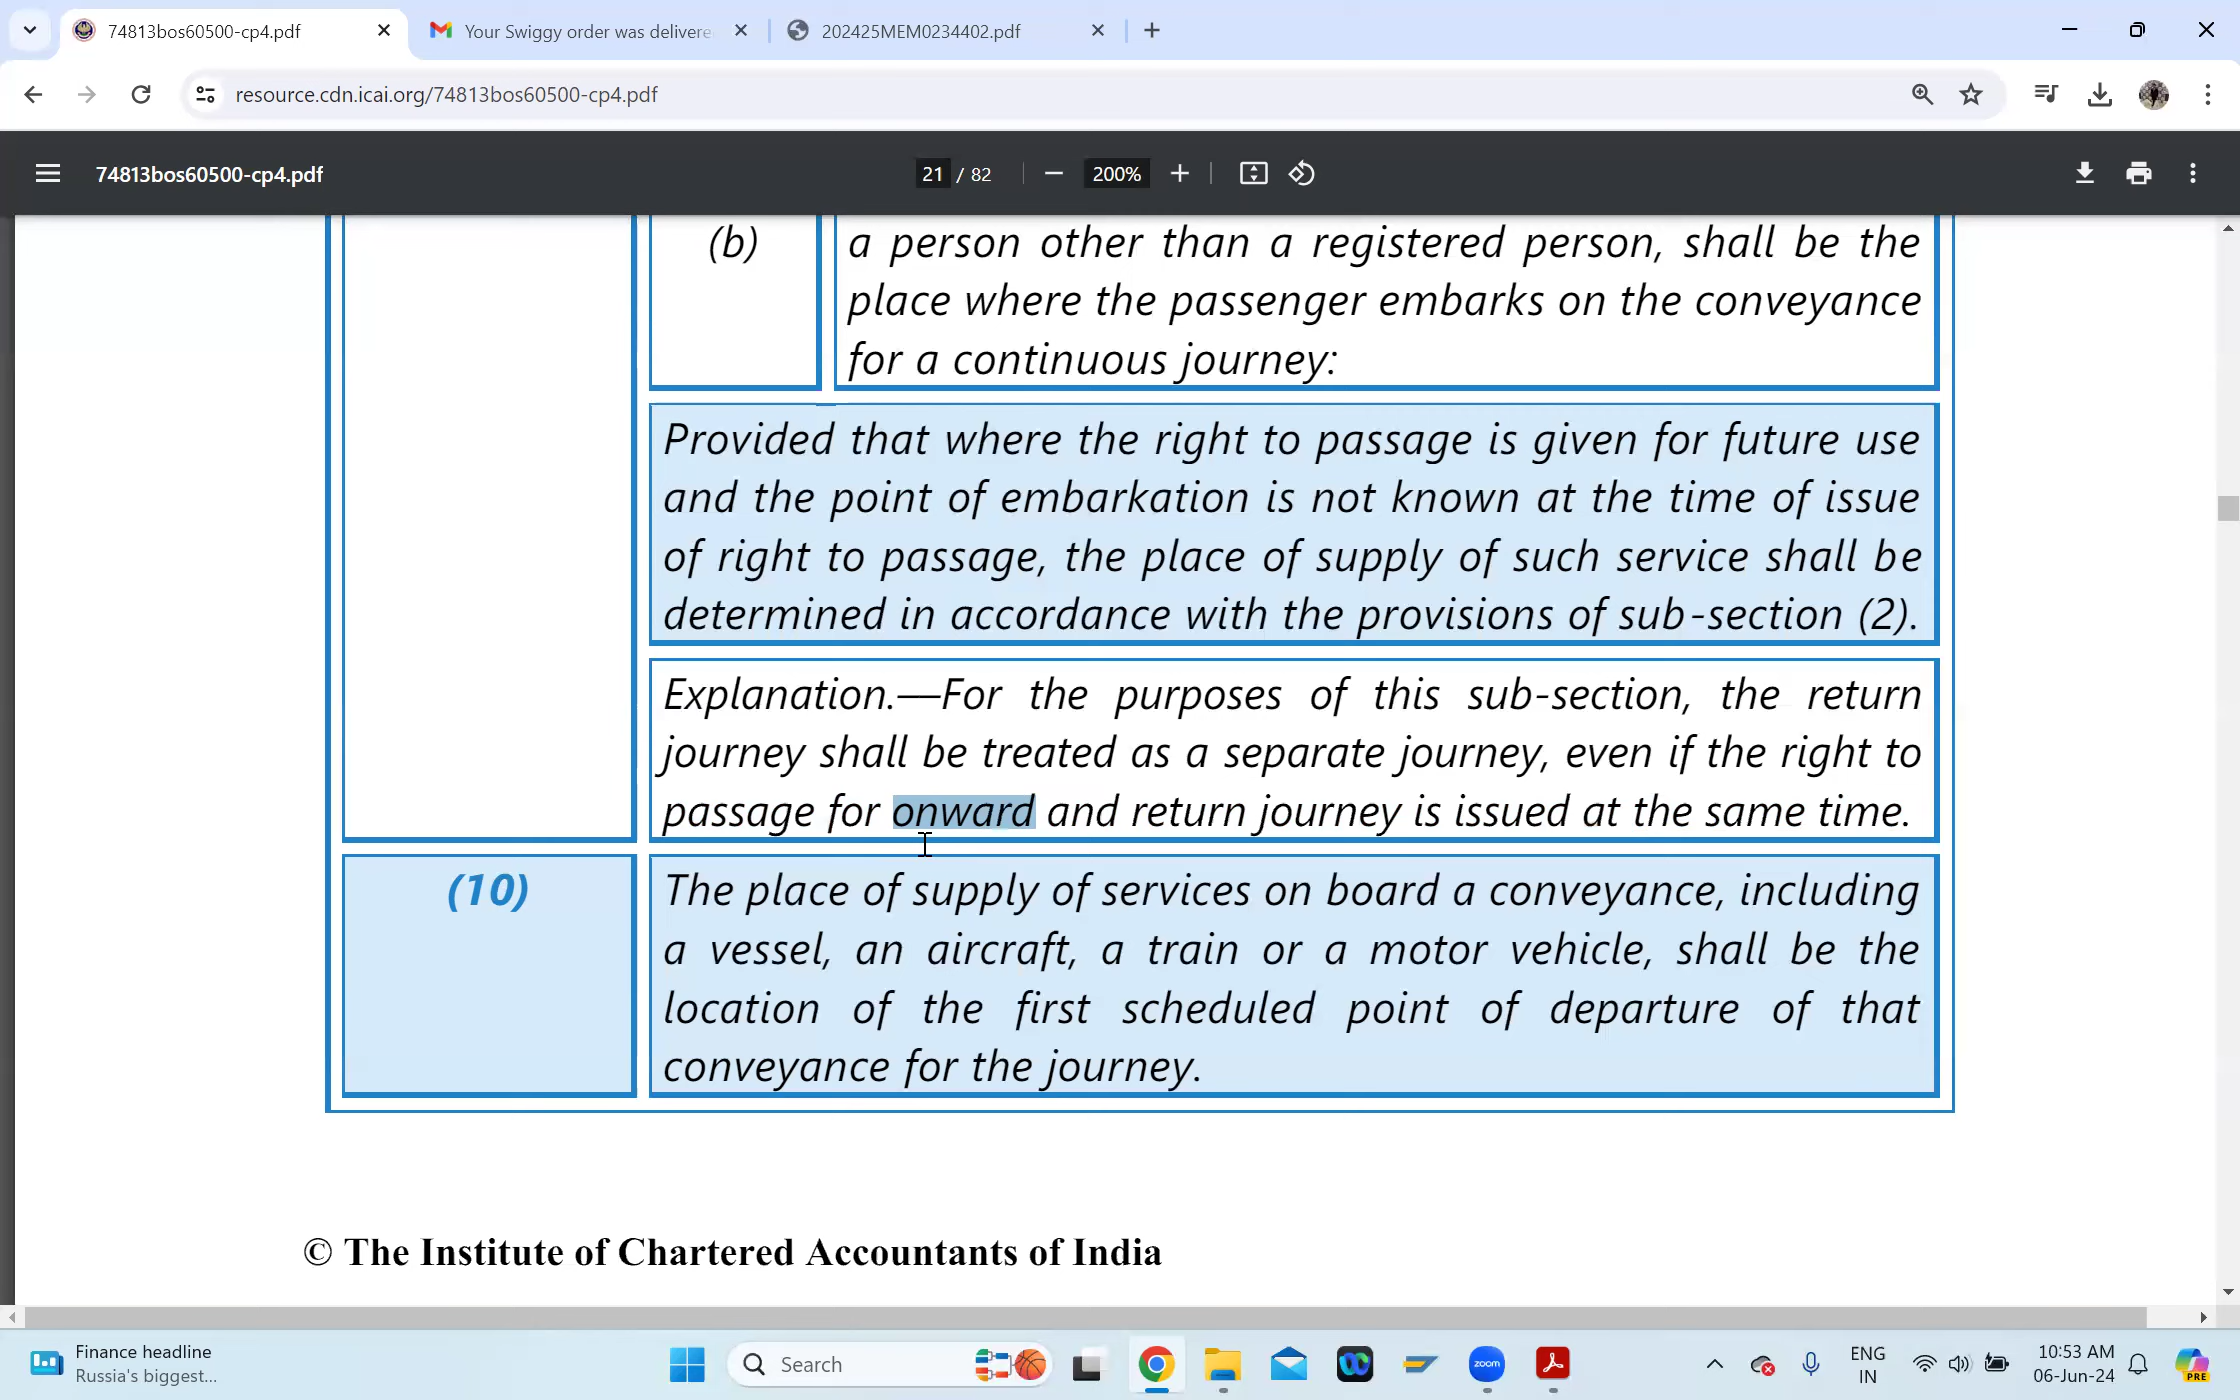 74813bos60500-cp4.pdf
Your Swiggy order was delivere
202425MEM0234402.pdf
resource.cdn.icai.org/74813bos60500-cp4.pdf
74813bos60500-cp4.pdf
21 / 82
200%
(b)
a person other than a registered person, shall be the
place where the passenger embarks on the conveyance
for a continuous journey:
Provided that where the right to passage is given for future use
and the point of embarkation is not known at the time of issue
of right to passage, the place of supply of such service shall be
determined in accordance with the provisions of sub-section (2).
Explanation.––For the purposes of this sub-section, the return
journey shall be treated as a separate journey, even if the right to
passage for onward and return journey is issued at the same time.
(10)
The place of supply of services on board a conveyance, including
a vessel, an aircraft, a train or a motor vehicle, shall be the
location of the first scheduled point of departure of that
conveyance for the journey.
© The Institute of Chartered Accountants of India
Finance headline
Russia's biggest...
Search
zoom
ENG
IN
10:53 AM
06-Jun-24
PRE